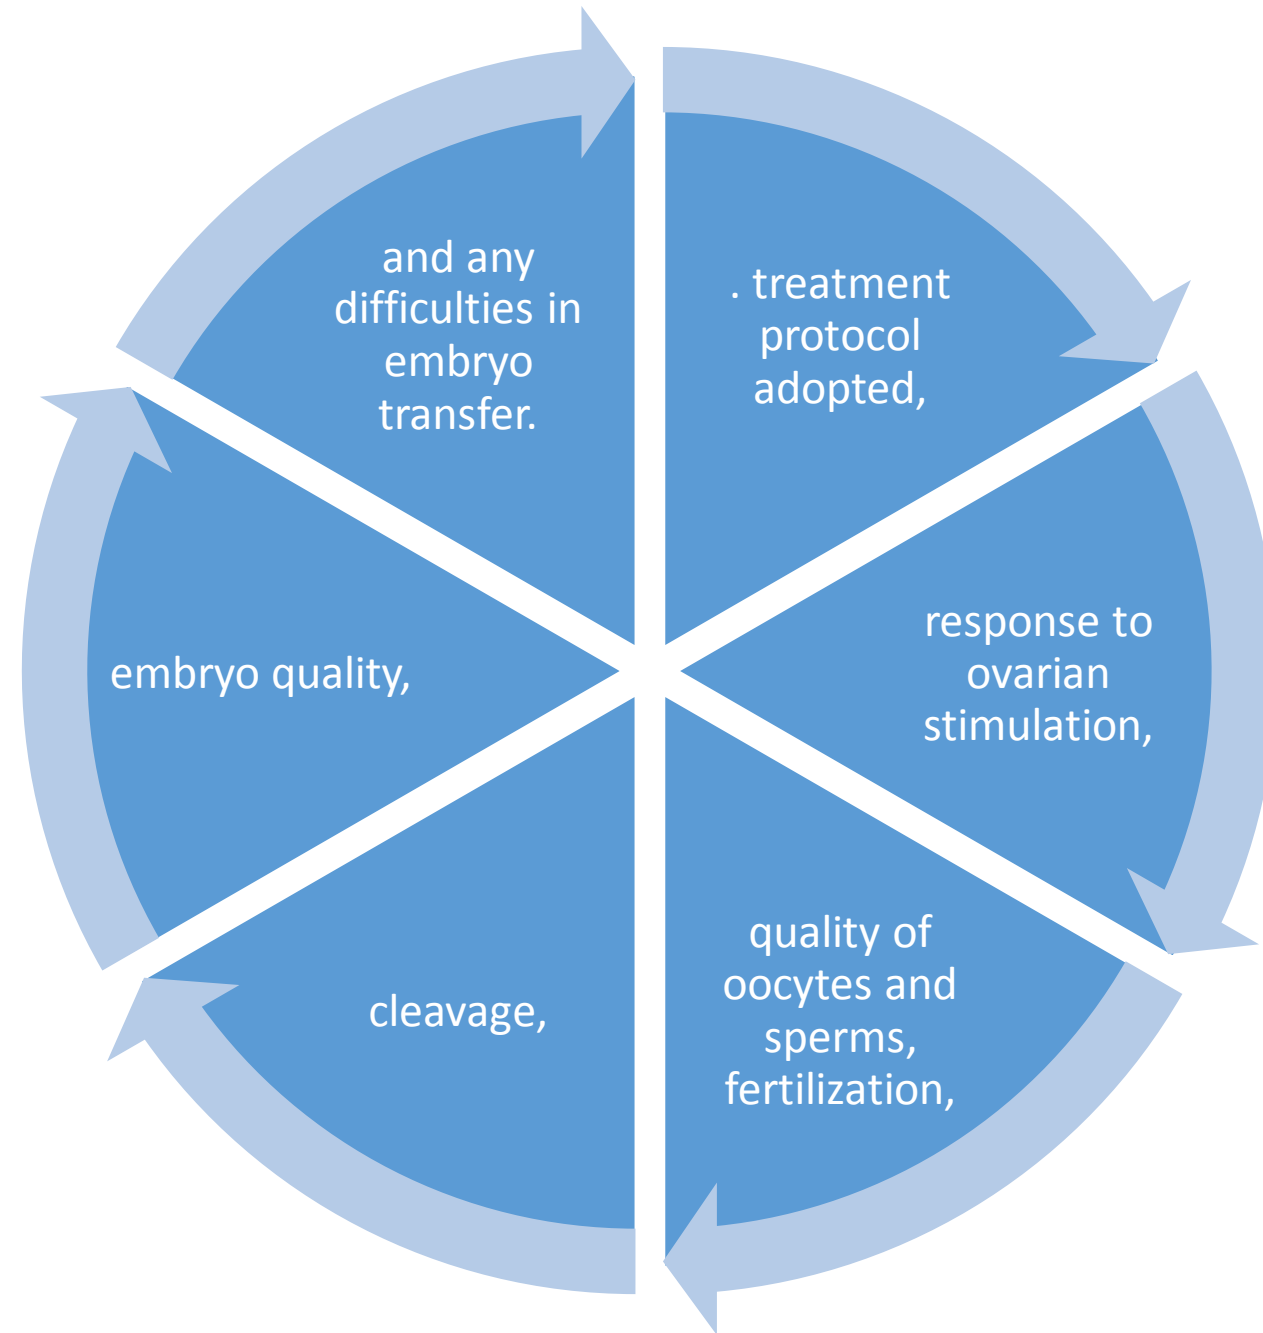 . treatment
protocol
adopted,
response to
ovarian
stimulation,
quality of
oocytes and
sperms,
fertilization,
cleavage,
embryo quality,
and any
difficulties in
embryo
transfer.